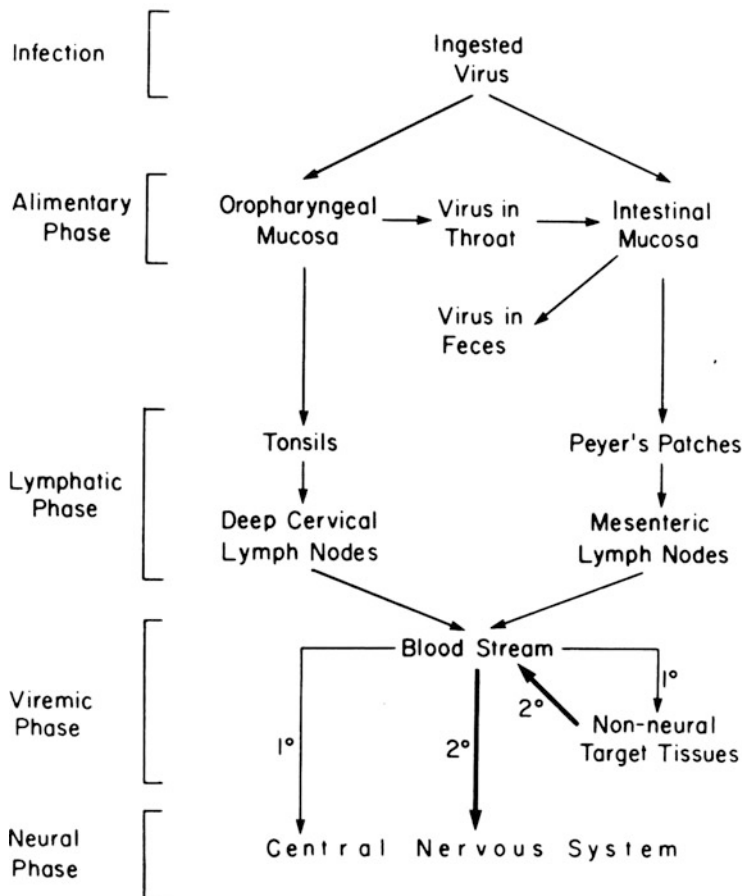 Infection
Ingested
Virus
Alimentary
Phase
Oropharyngeal
Mucosa
Virus in
Throat
Intestinal
Mucosa
Virus in
Feces
Lymphatic
Phase
Tonsils
Peyer's Patches
Deep Cervical
Lymph Nodes
Mesenteric
Lymph Nodes
Viremic
Phase
Blood Stream
1°
2°
2°
1°
Non-neural
Target Tissues
Neural
Phase
Central Nervous System